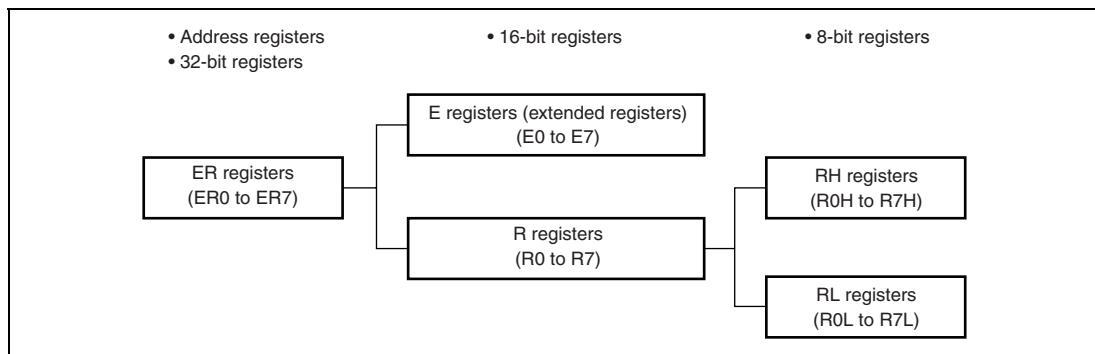 • Address registers
• 32-bit registers
• 16-bit registers
• 8-bit registers
E registers (extended registers)
(E0 to E7)
ER registers
(ER0 to ER7)
RH registers
(R0H to R7H)
R registers
(R0 to R7)
RL registers
(R0L to R7L)